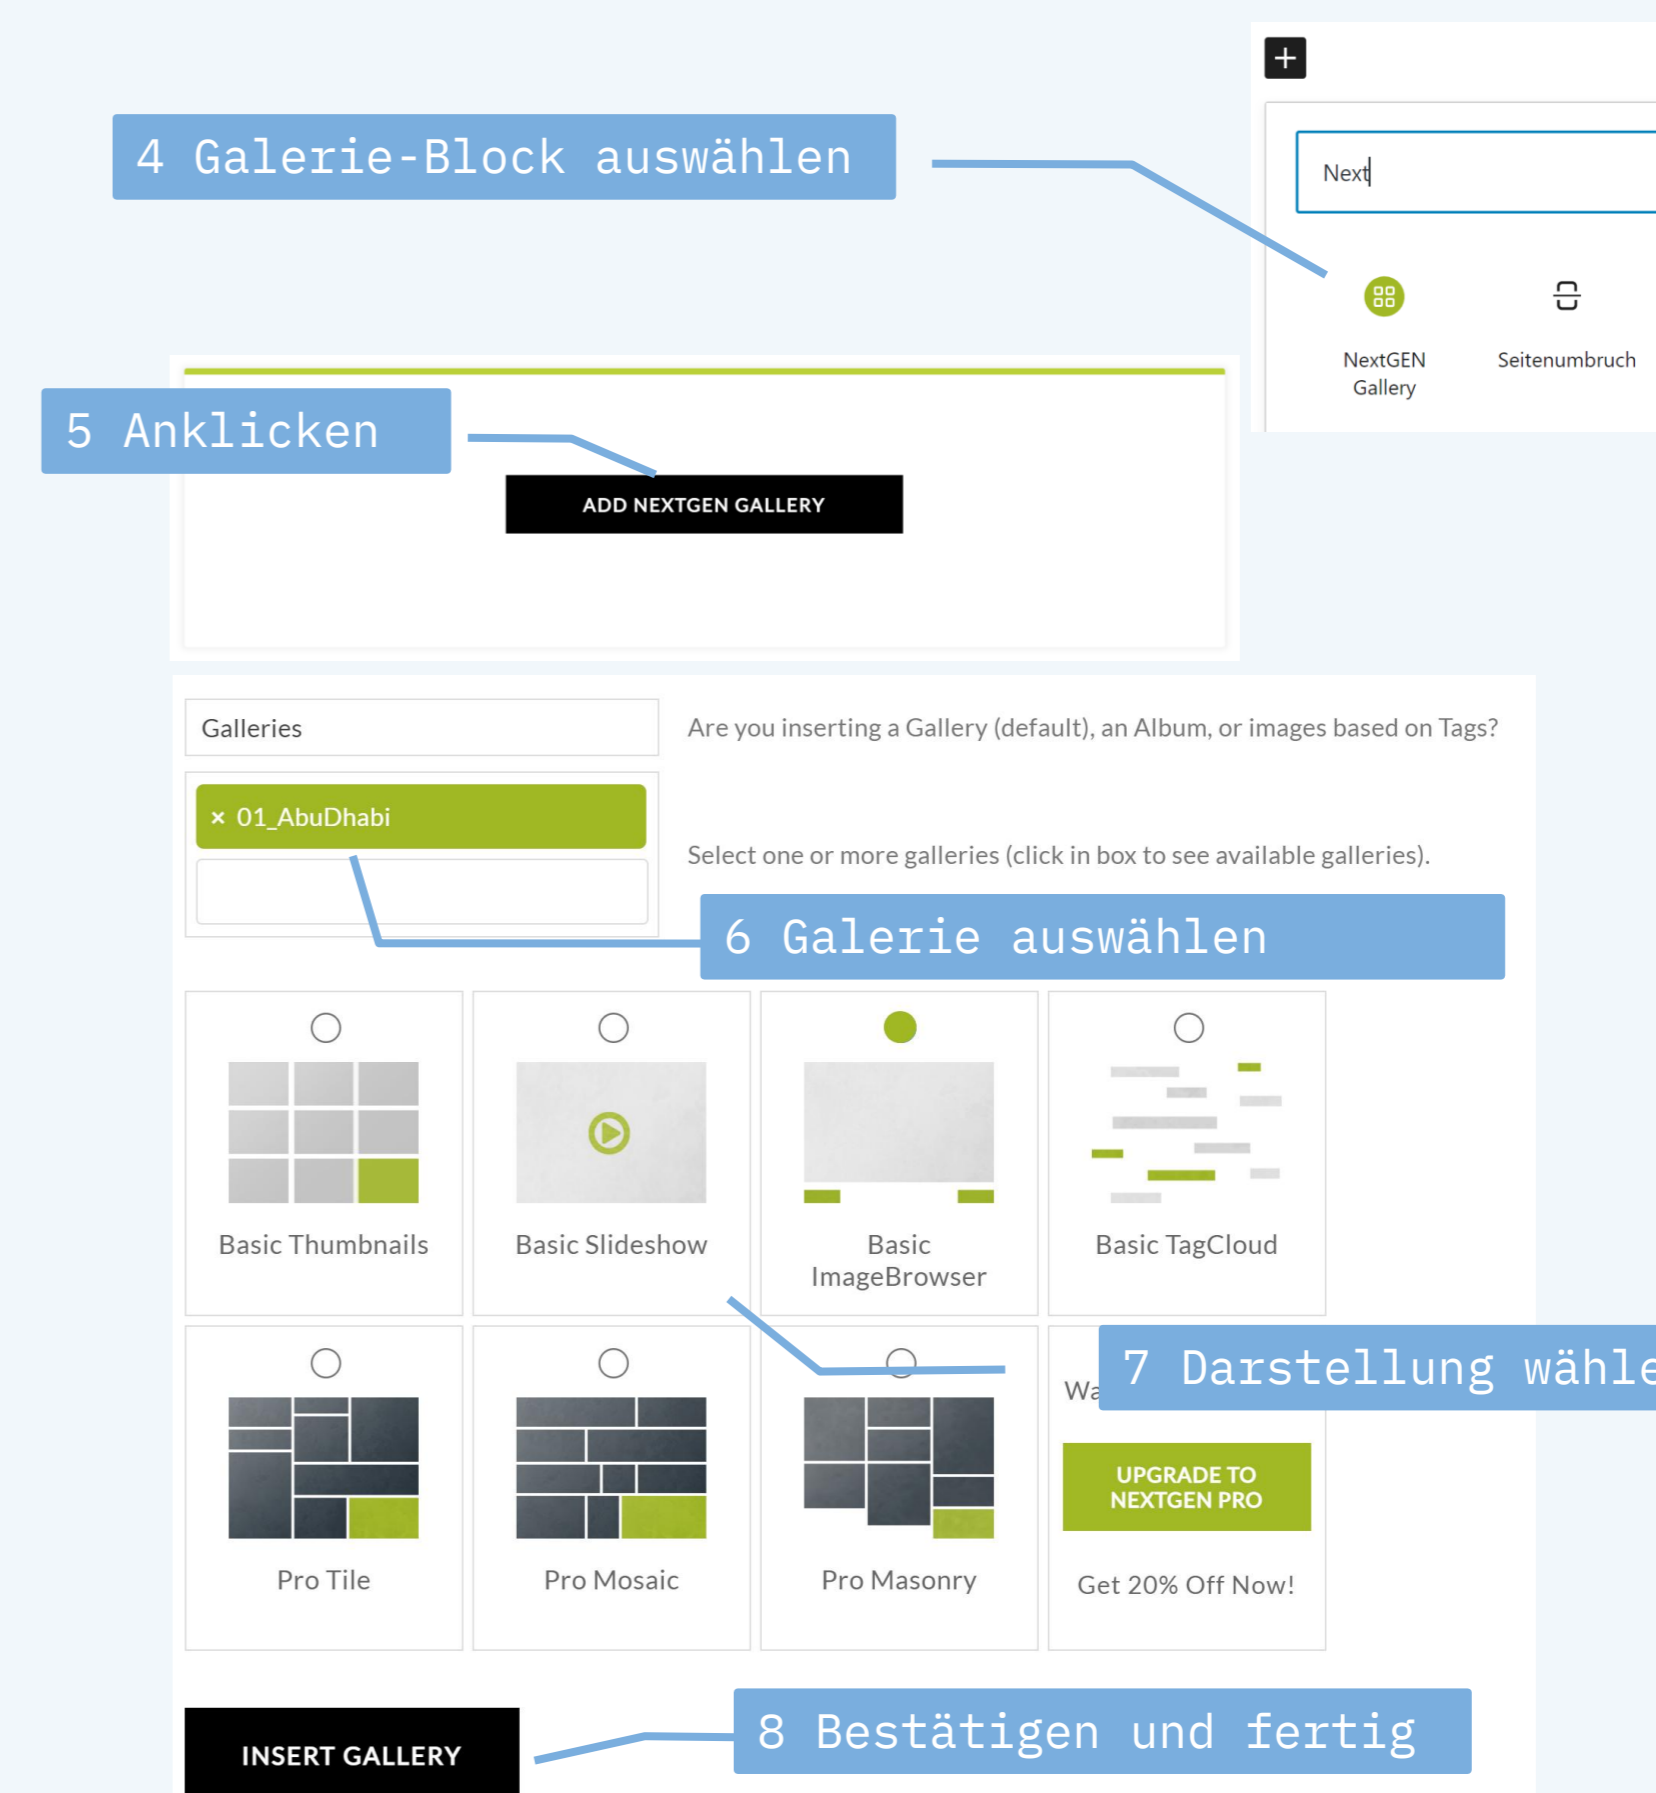 4 Galerie-Block auswählen
Next
NextGEN
Gallery
Seitenumbruch
5 Anklicken
ADD NEXTGEN GALLERY
Galleries
Are you inserting a Gallery (default), an Album, or images based on Tags?
× 01_AbuDhabi
Select one or more galleries (click in box to see available galleries).
6 Galerie auswählen
Basic Thumbnails
Basic Slideshow
Basic
ImageBrowser
Basic TagCloud
7 Darstellung wähle
UPGRADE TO
NEXTGEN PRO
Pro Tile
Pro Mosaic
Pro Masonry
Get 20% Off Now!
INSERT GALLERY
8 Bestätigen und fertig